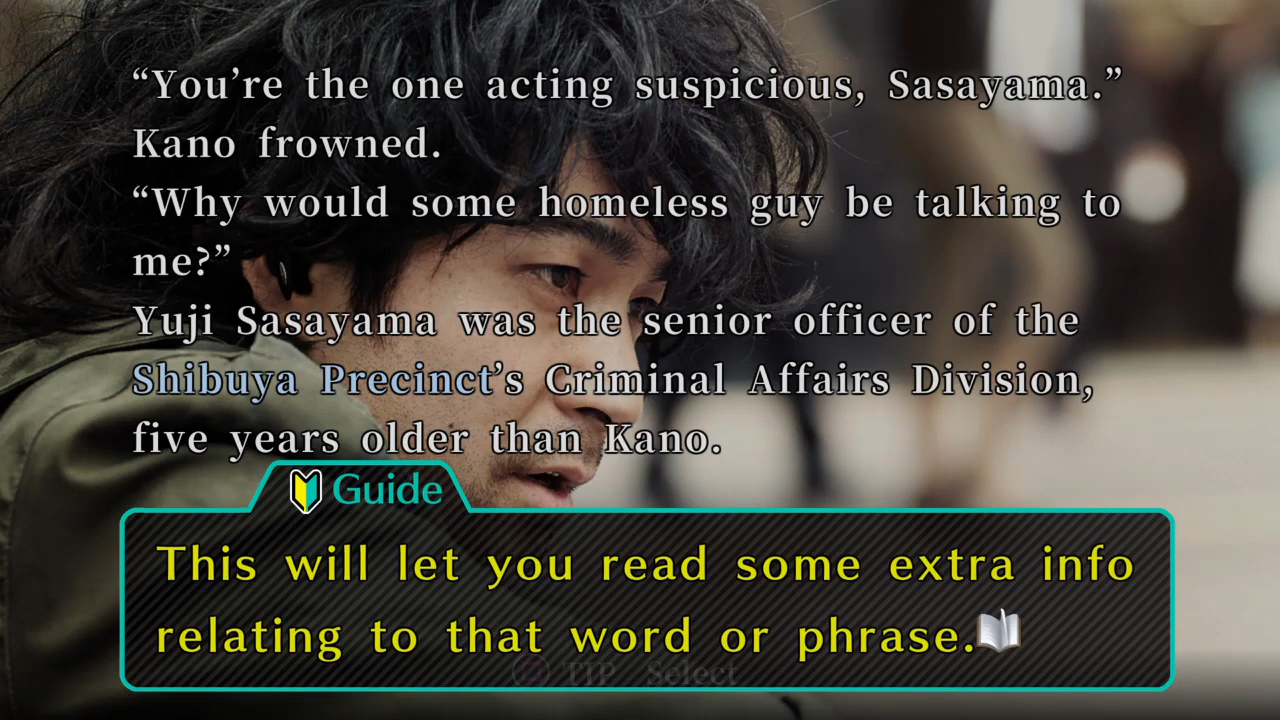 “You’re the one acting suspicious, Sasayama.”
Kano frowned.
“Why would some homeless guy be talking to
me?”
Yuji Sasayama was the senior officer of the
Shibuya Precinct’s Criminal Affairs Division,
five years older than Kano.
Guide
This will let you read some extra info
relating to that word or phrase.
TIP Select